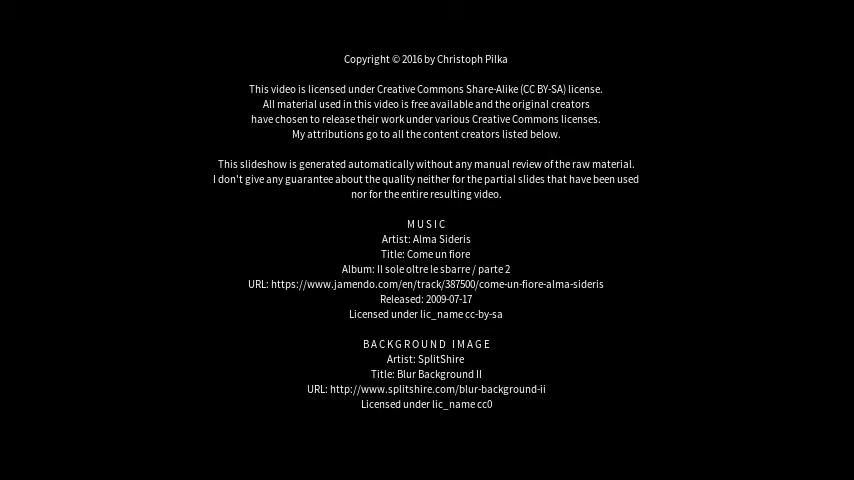 Copyright © 2016 by Christoph Pilka
This video is licensed under Creative Commons Share-Alike (CC BY-SA) license.
All material used in this video is free available and the original creators
have chosen to release their work under various Creative Commons licenses.
My attributions go to all the content creators listed below.
This slideshow is generated automatically without any manual review of the raw material.
I don't give any guarantee about the quality neither for the partial slides that have been used
nor for the entire resulting video.
MUSIC
Artist: Alma Sideris
Title: Come un fiore
Album: Il sole oltre le sbarre / parte 2
URL: https://www.jamendo.com/en/track/387500/come-un-fiore-alma-sideris
Released: 2009-07-17
Licensed under lic_name cc-by-sa
BACKGROUND IMAGE
Artist: SplitShire
Title: Blur Background II
URL: http://www.splitshire.com/blur-background-ii
Licensed under lic_name cc0